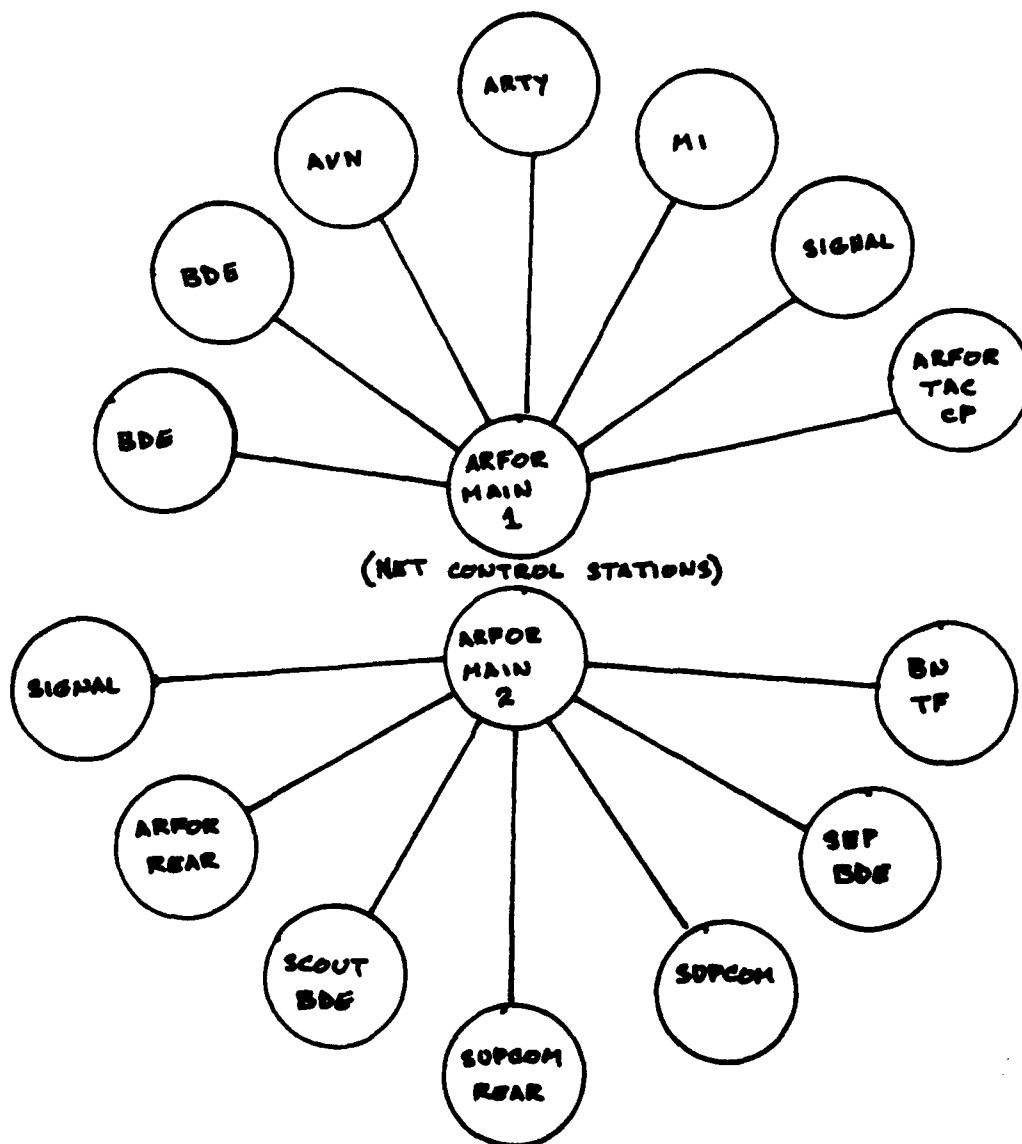 ARTY
AVN
MI
BDE
SIGNAL
BDE
ARFOR
TAC
CP
ARFOR
MAIN
1
(NET CONTROL STATIONS)
ARFOR
MAIN
2
SIGNAL
BN
TF
ARFOR
REAR
SEP
BDE
SCOUT
BDE
SUPCOM
SUPCOM
REAR